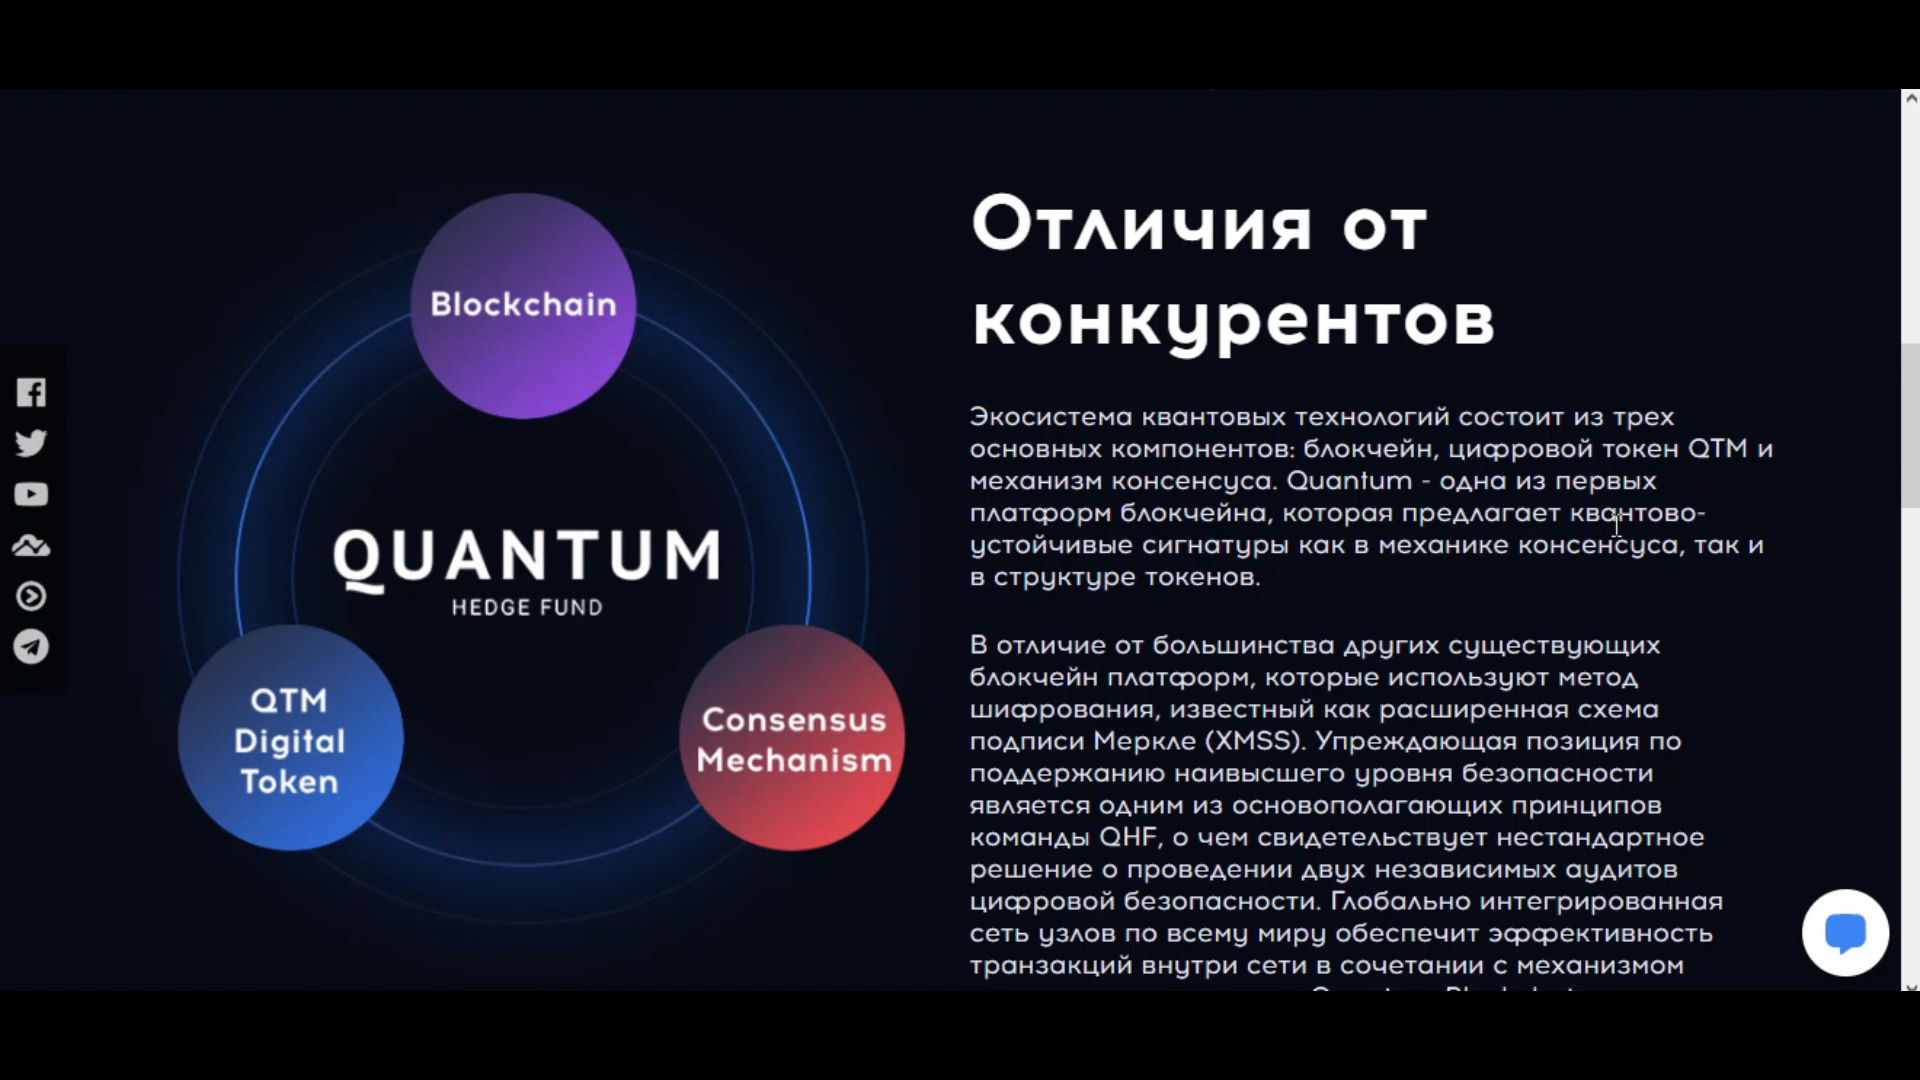 Blockchain
QUANTUM
HEDGE FUND
QTM
Digital
Token
Consensus
Mechanism
Отличия от
конкурентов
Экосистема квантовых технологий состоит из трех
основных компонентов: блокчейн, цифровой токен QTM и
механизм консенсуса. Quantum - одна из первых
платформ блокчейна, которая предлагает квантово-
устойчивые сигнатуры как в механике консенсуса, так и
в структуре токенов.
В отличие от большинства других существующих
блокчейн платформ, которые используют метод
шифрования, известный как расширенная схема
подписи Меркле (XMSS). Упреждающая позиция по
поддержанию наивысшего уровня безопасности
является одним из основополагающих принципов
команды QHF, о чем свидетельствует нестандартное
решение о проведении двух независимых аудитов
цифровой безопасности. Глобально интегрированная
сеть узлов по всему миру обеспечит эффективность
транзакций внутри сети в сочетании с механизмом